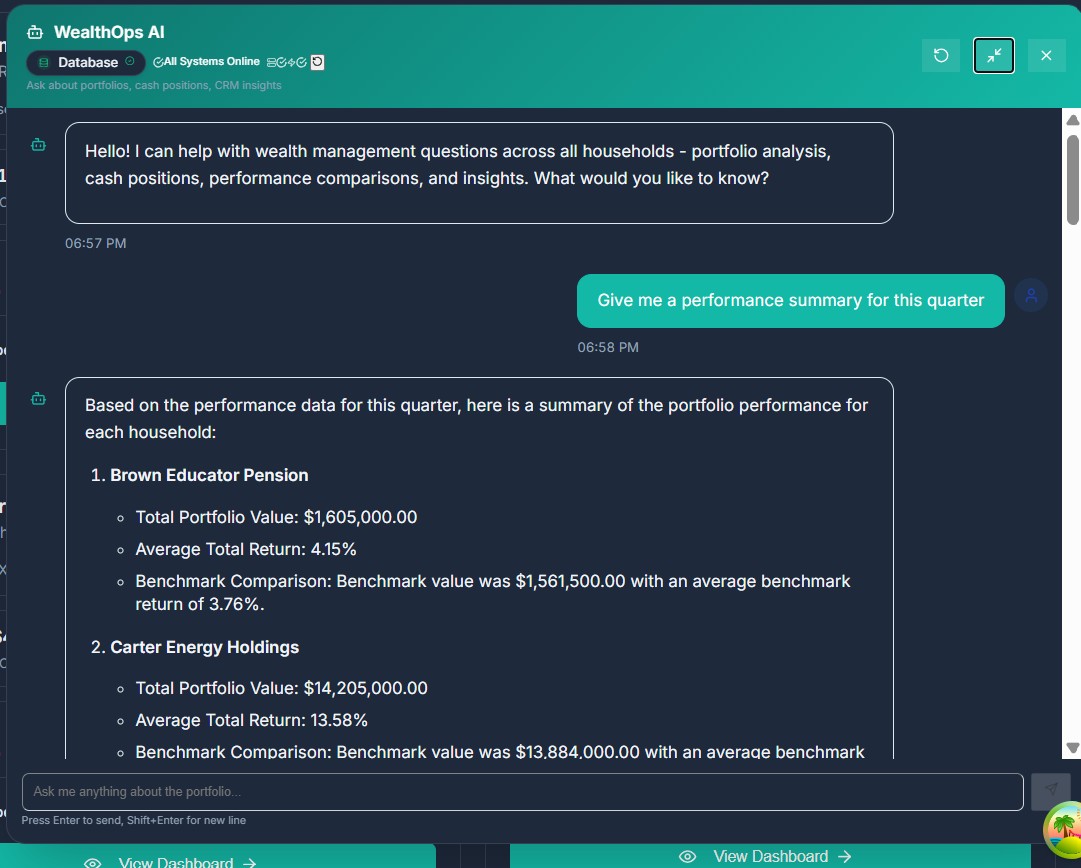 WealthOps AI
Database
All Systems Online
Ask about portfolios, cash positions, CRM insights
Hello! I can help with wealth management questions across all households - portfolio analysis,
cash positions, performance comparisons, and insights. What would you like to know?
06:57 PM
Give me a performance summary for this quarter
06:58 PM
Based on the performance data for this quarter, here is a summary of the portfolio performance for
each household:
1. Brown Educator Pension
Total Portfolio Value: $1,605,000.00
Average Total Return: 4.15%
Benchmark Comparison: Benchmark value was $1,561,500.00 with an average benchmark
return of 3.76%.
2. Carter Energy Holdings
Total Portfolio Value: $14,205,000.00
Average Total Return: 13.58%
Benchmark Comparison: Benchmark value was $13,884,000.00 with an average benchmark
Ask me anything about the portfolio...
Press Enter to send, Shift+Enter for new line
View Dashboard →
View Dashboard →